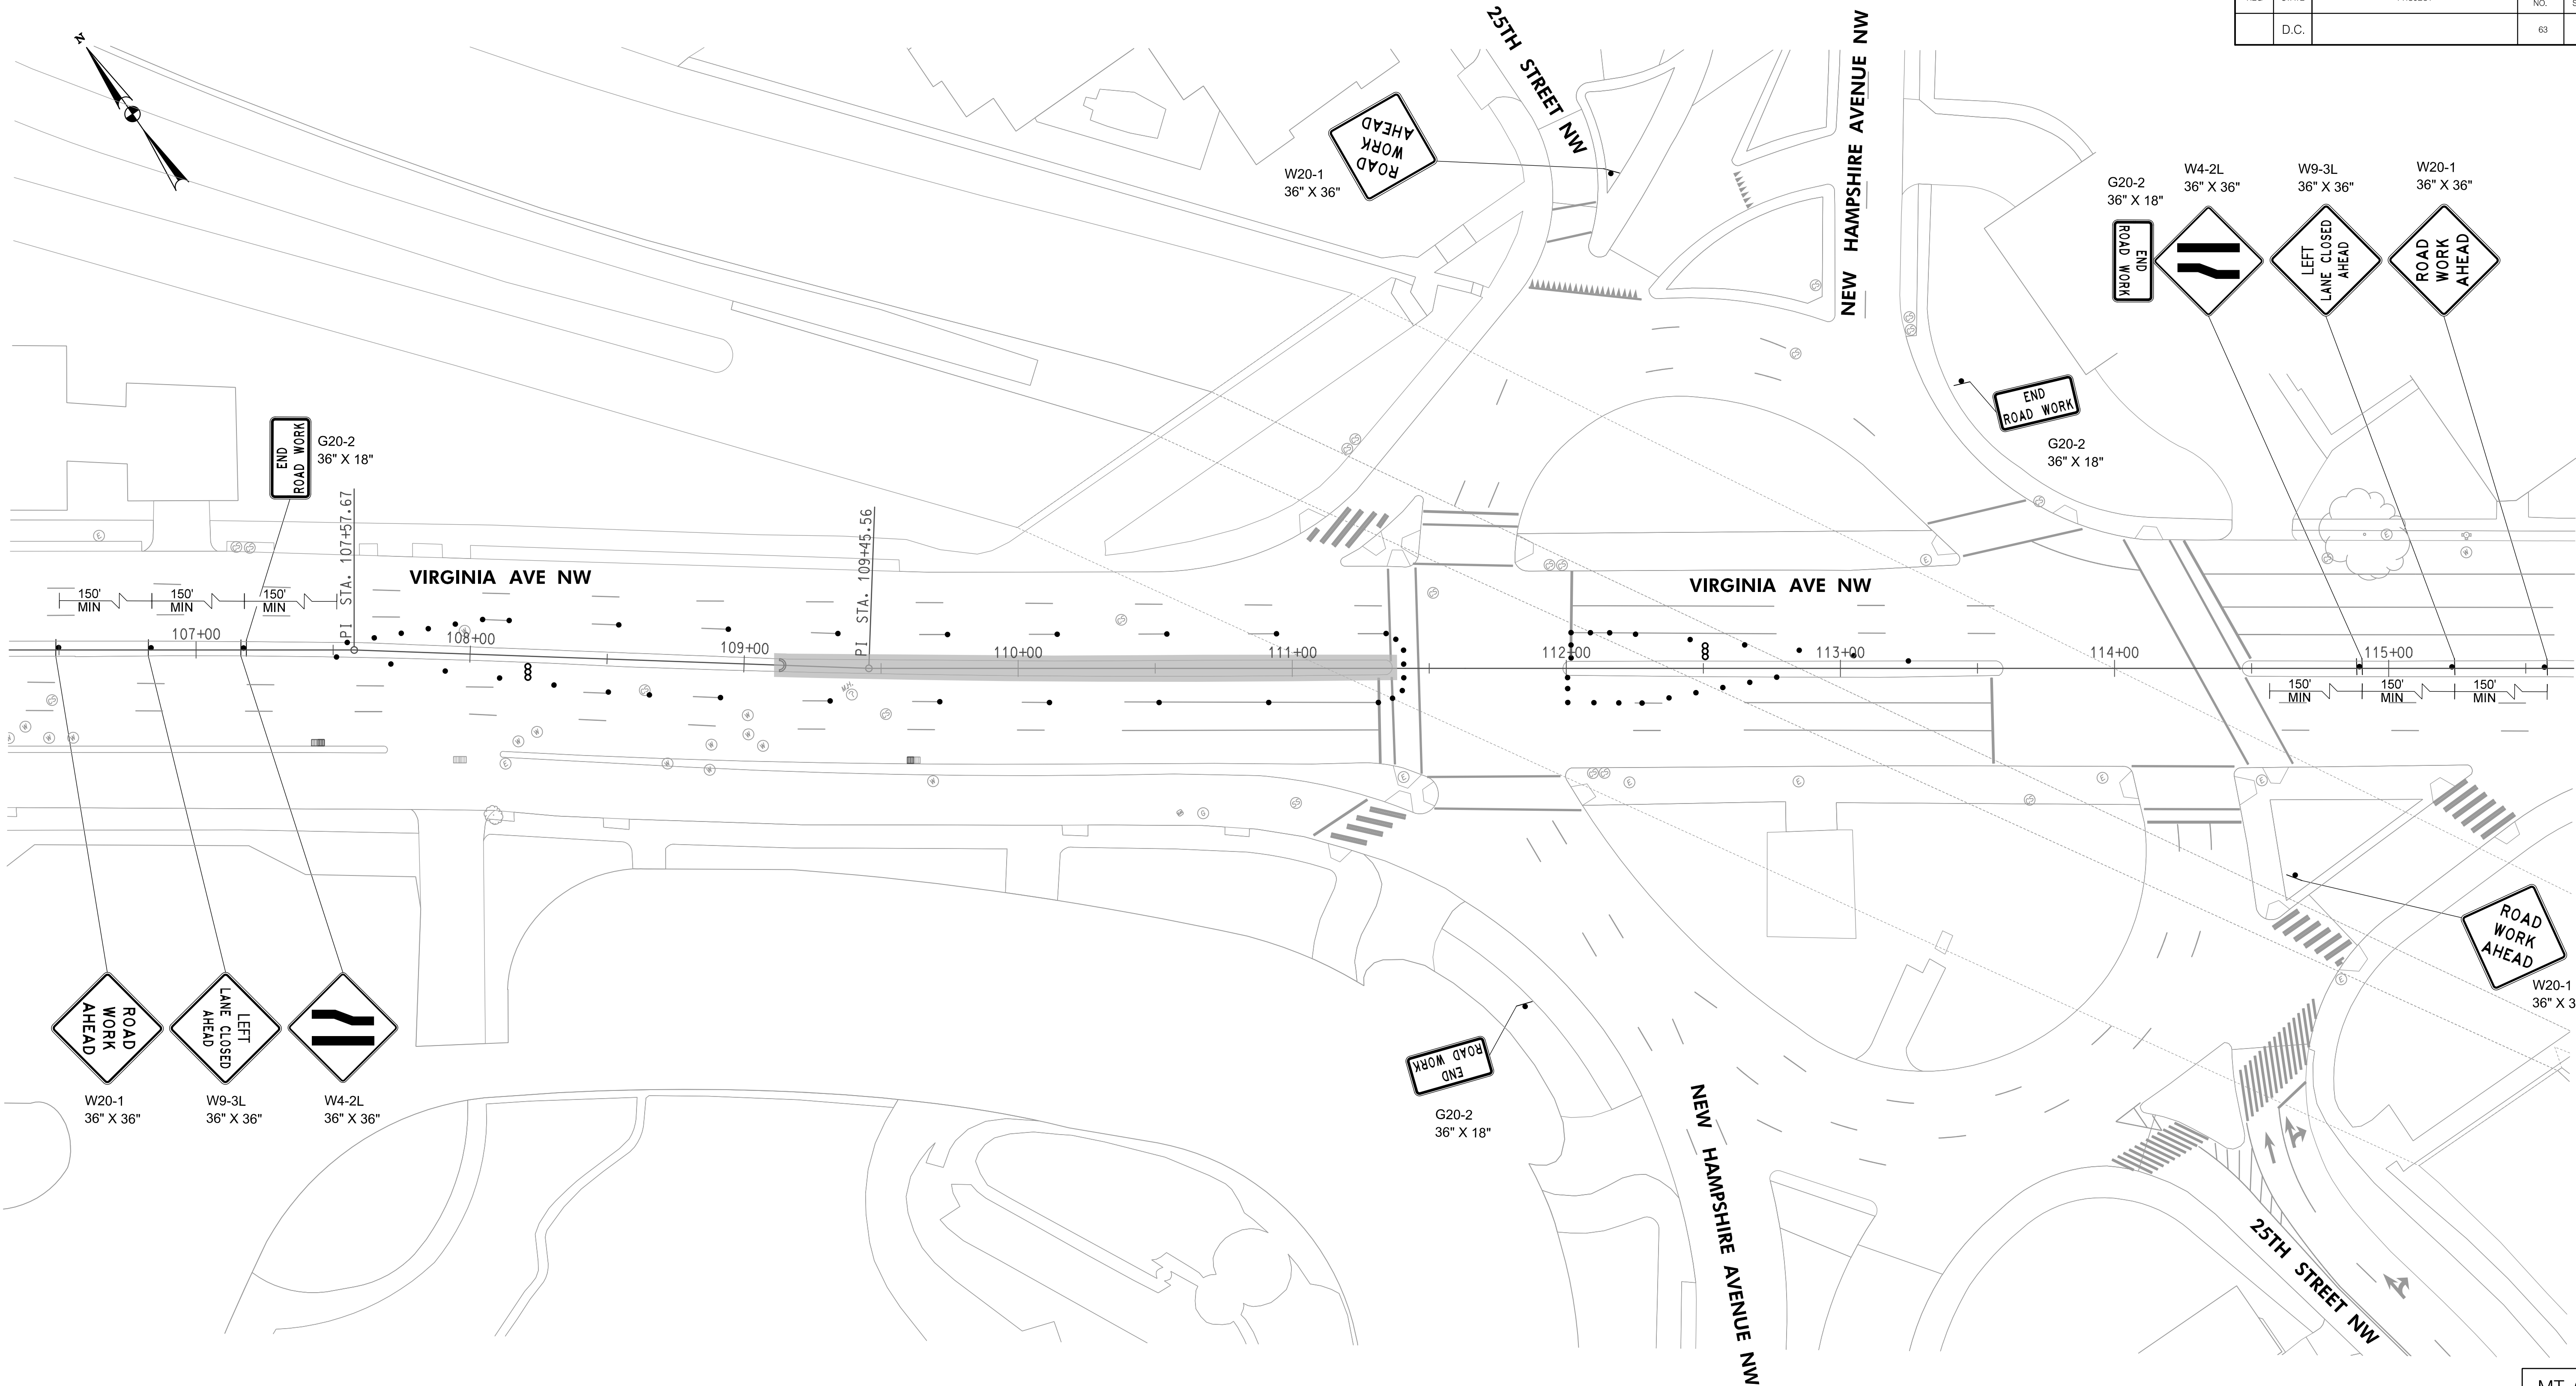 NO.
D.C.
63
N
25TH STREET NW
NEW HAMPSHIRE AVENUE NW
ROAD
WORK
AHEAD
W20-1
36" X 36"
G20-2
36" X 18"
W4-2L
36" X 36"
W9-3L
36" X 36"
W20-1
36" X 36"
END
ROAD WORK
LEFT
LANE CLOSED
AHEAD
ROAD
WORK
AHEAD
END
ROAD WORK
G20-2
36" X 18"
END
ROAD WORK
G20-2
36" X 18"
PI STA. 107+57.67
PI STA. 109+45.56
VIRGINIA AVE NW
VIRGINIA AVE NW
150'
MIN
150'
MIN
150'
MIN
107+00
108+00
109+00
110+00
111+00
112+00
113+00
114+00
115+00
150'
MIN
150'
MIN
150'
MIN
ROAD
WORK
AHEAD
W20-1
36" X 3
ROAD
WORK
AHEAD
LEFT
LANE CLOSED
AHEAD
W20-1
36" X 36"
W9-3L
36" X 36"
W4-2L
36" X 36"
END
ROAD WORK
G20-2
36" X 18"
NEW HAMPSHIRE AVENUE NW
25TH STREET NW